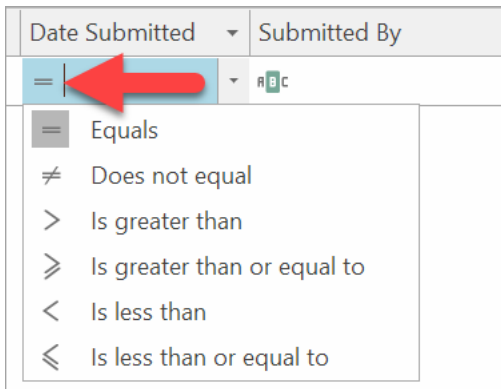 Date Submitted Submitted By
= ABC
= Equals
≠ Does not equal
> Is greater than
⩾ Is greater than or equal to
< Is less than
⩽ Is less than or equal to